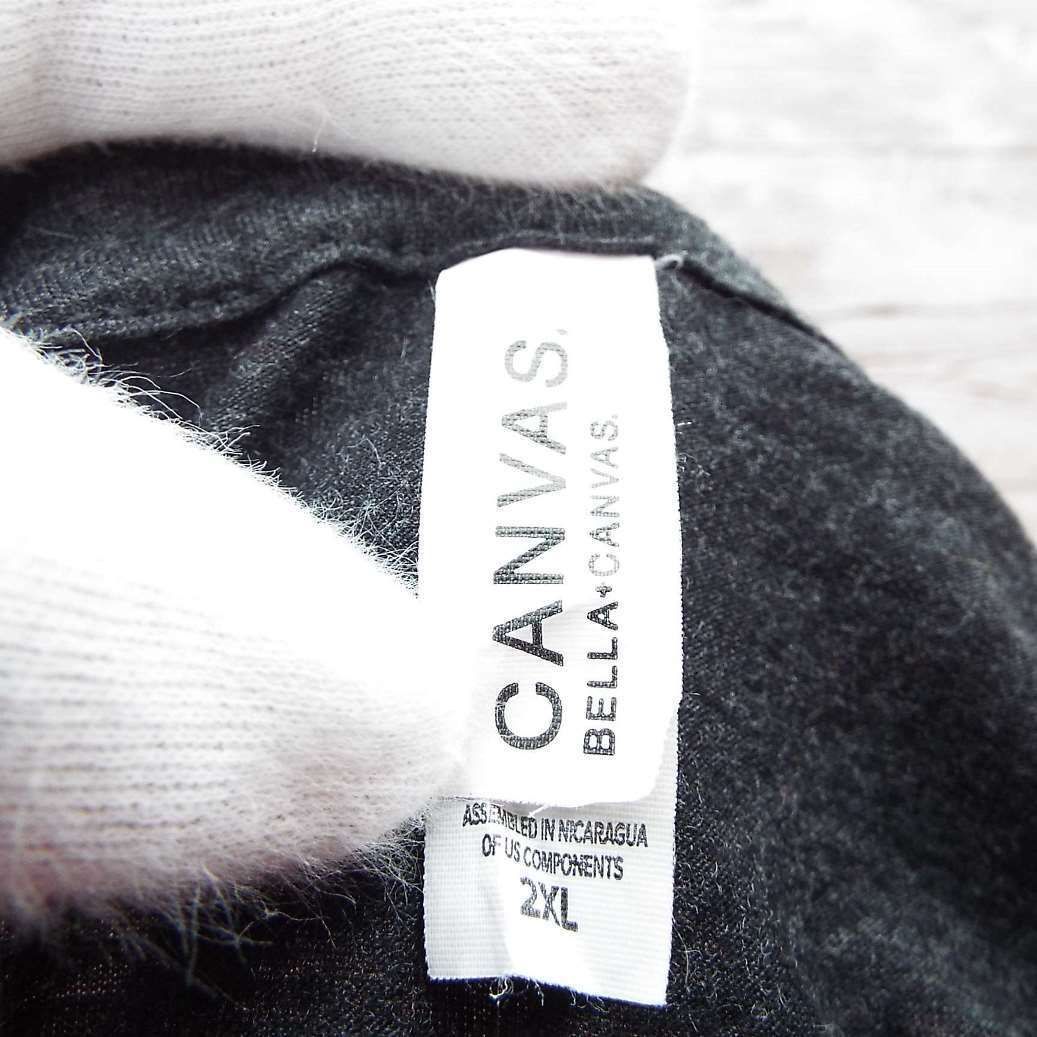 CANVAS.
BELLA+CANVAS.
ASSEMBLED IN NICARAGUA
OF US COMPONENTS
2XL